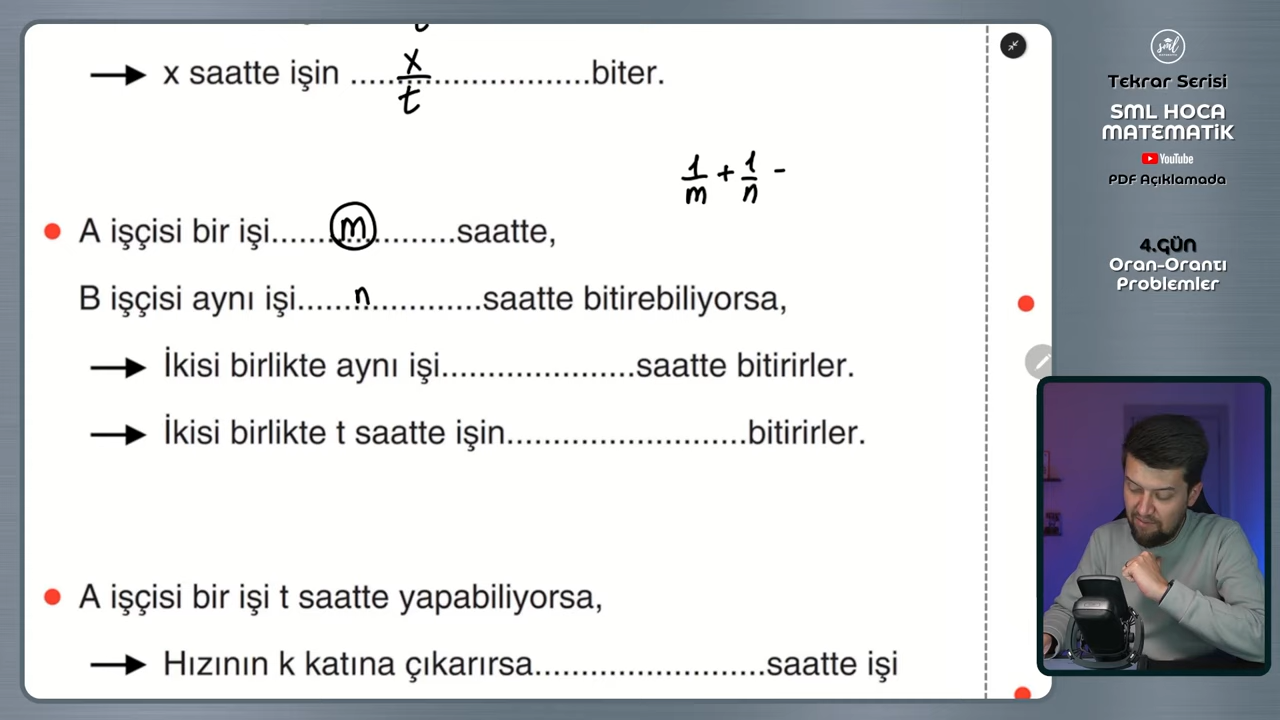 → x saatte işin .....x/t.........................biter.
1/m + 1/n -
• A işçisi bir işi.......m..........saatte,
B işçisi aynı işi.......n............saatte bitirebiliyorsa,
→ İkisi birlikte aynı işi.....................saatte bitirirler.
→ İkisi birlikte t saatte işin..........................bitirirler.
• A işçisi bir işi t saatte yapabiliyorsa,
→ Hızının k katına çıkarırsa.........................saatte işi
sml
Tekrar Serisi
SML HOCA
MATEMATİK
YouTube
PDF Açıklamada
4.GÜN
Oran-Orantı
Problemler